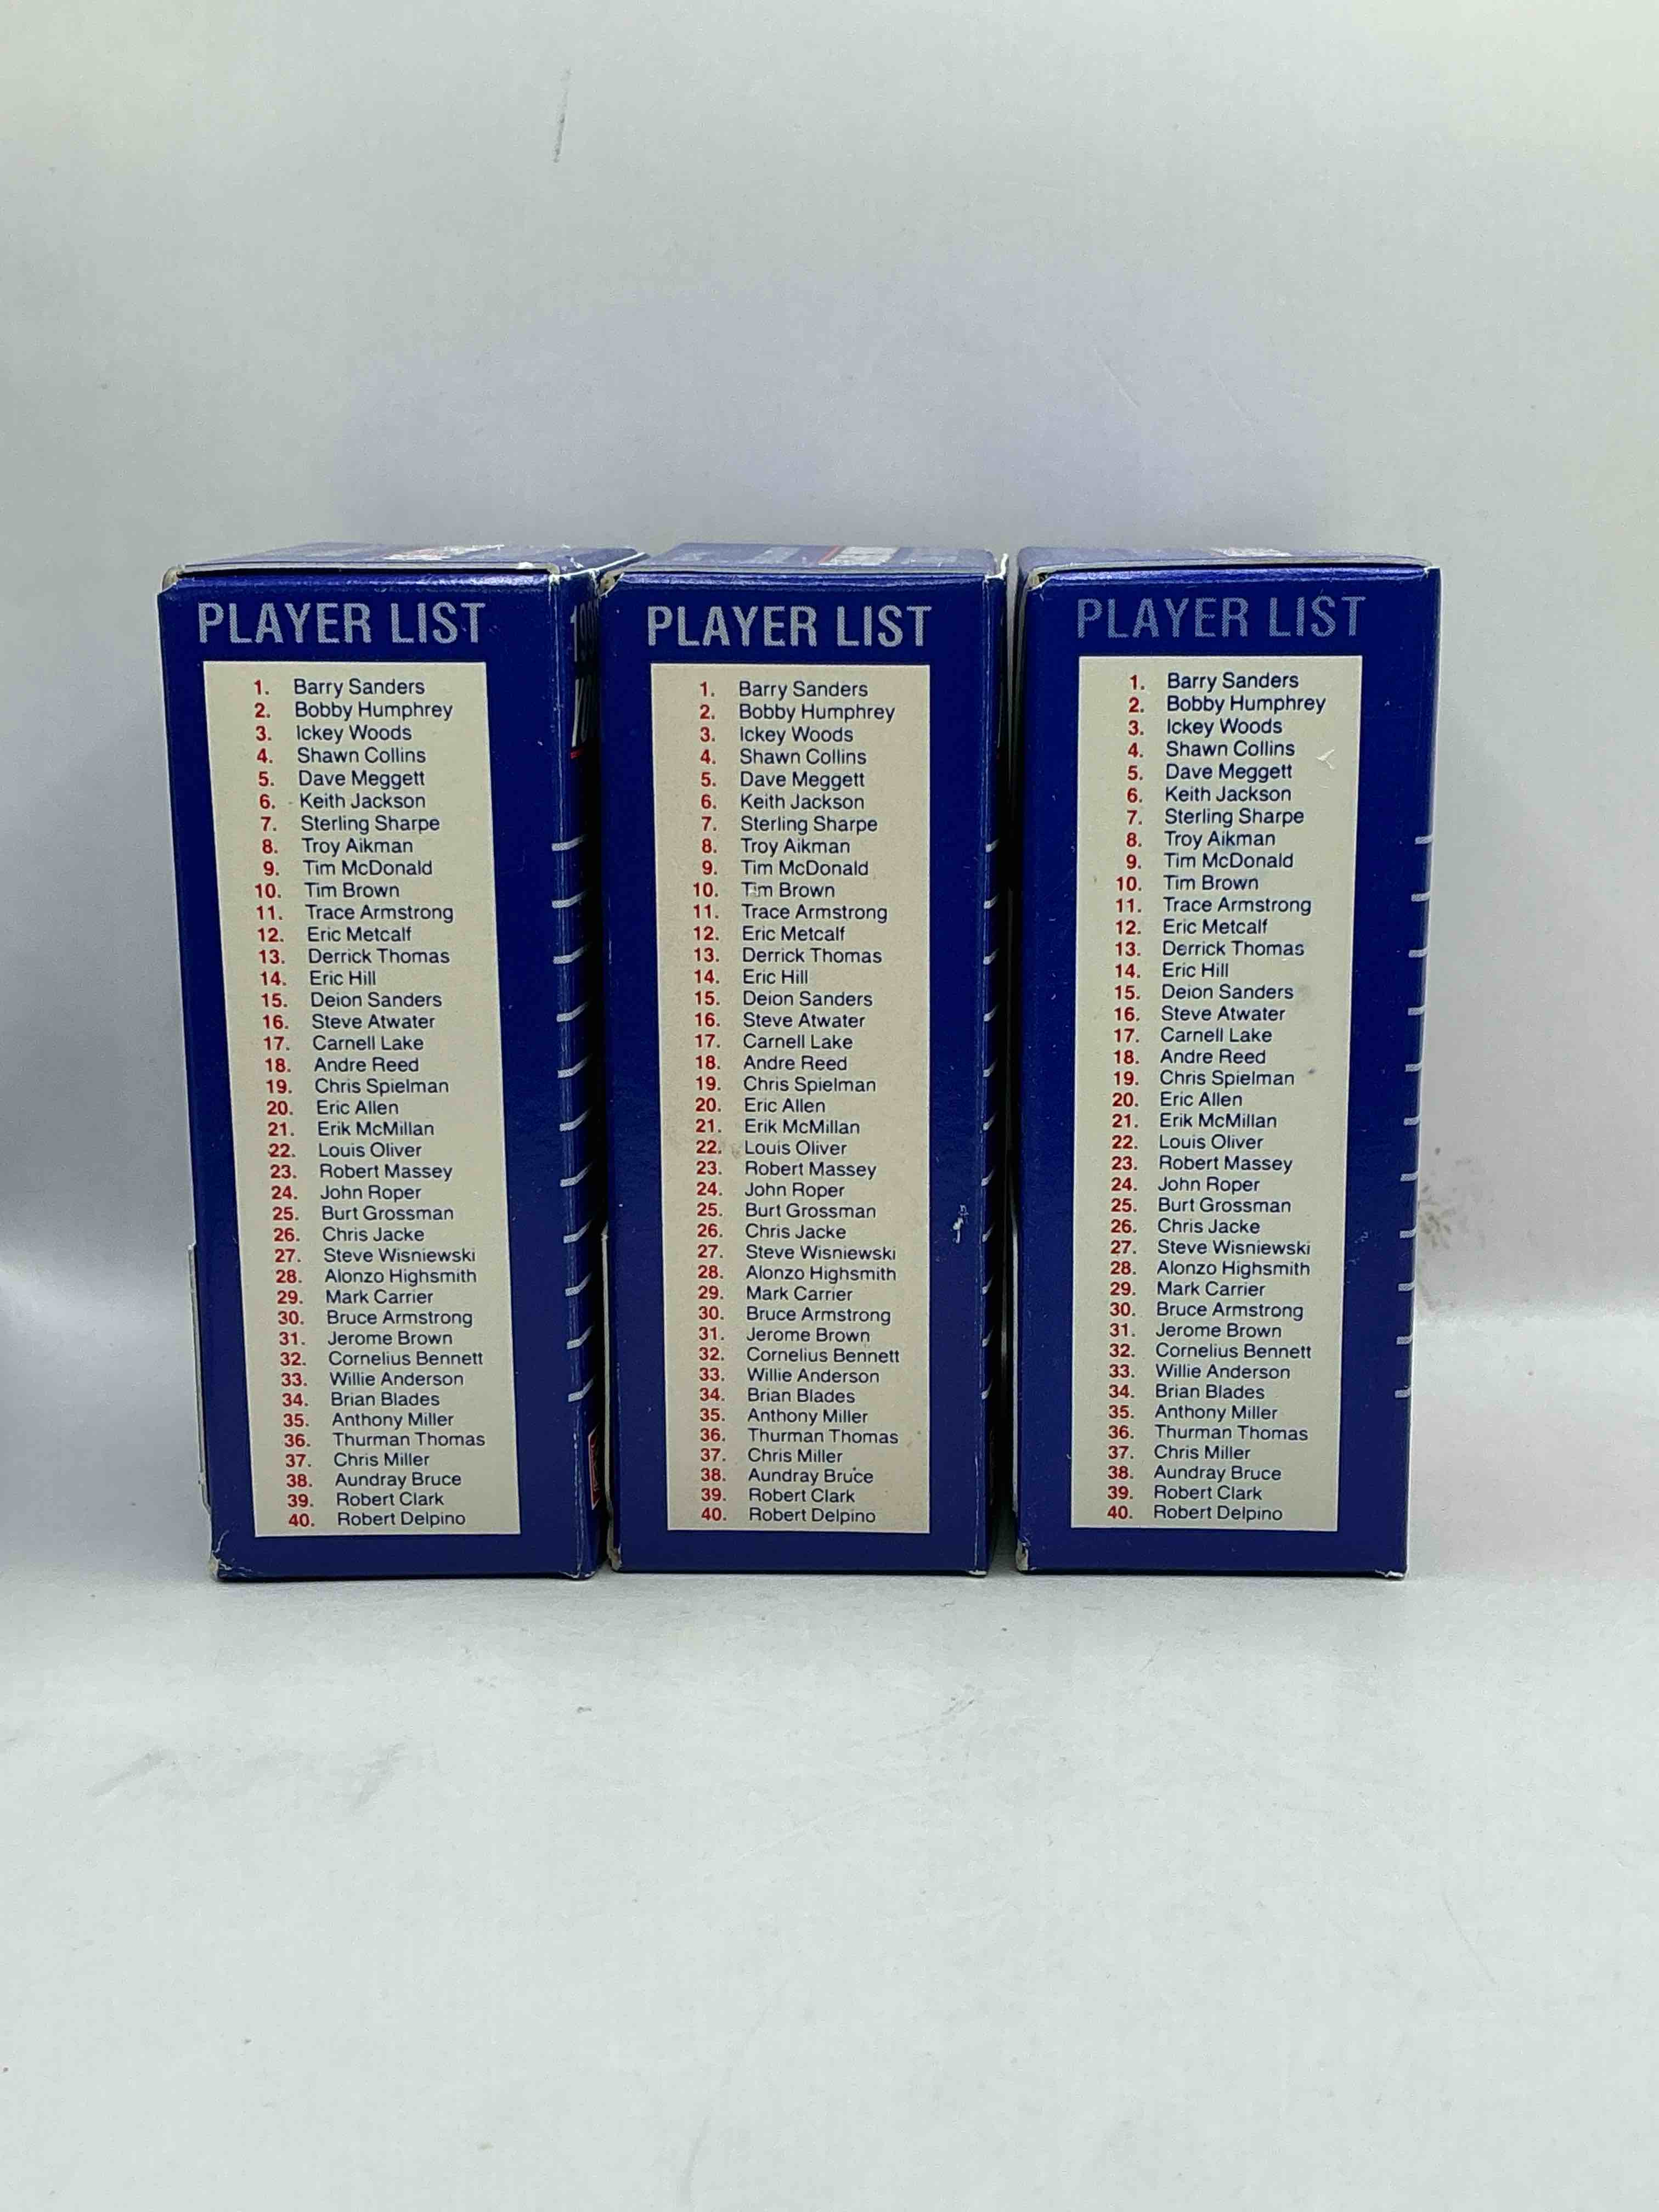 PLAYER LIST
1. Barry Sanders
2. Bobby Humphrey
3. Ickey Woods
4. Shawn Collins
5. Dave Meggett
6. Keith Jackson
7. Sterling Sharpe
8. Troy Aikman
9. Tim McDonald
10. Tim Brown
11. Trace Armstrong
12. Eric Metcalf
13. Derrick Thomas
14. Eric Hill
15. Deion Sanders
16. Steve Atwater
17. Carnell Lake
18. Andre Reed
19. Chris Spielman
20. Eric Allen
21. Erik McMillan
22. Louis Oliver
23. Robert Massey
24. John Roper
25. Burt Grossman
26. Chris Jacke
27. Steve Wisniewski
28. Alonzo Highsmith
29. Mark Carrier
30. Bruce Armstrong
31. Jerome Brown
32. Cornelius Bennett
33. Willie Anderson
34. Brian Blades
35. Anthony Miller
36. Thurman Thomas
37. Chris Miller
38. Aundray Bruce
39. Robert Clark
40. Robert Delpino
PLAYER LIST
1. Barry Sanders
2. Bobby Humphrey
3. Ickey Woods
4. Shawn Collins
5. Dave Meggett
6. Keith Jackson
7. Sterling Sharpe
8. Troy Aikman
9. Tim McDonald
10. Tim Brown
11. Trace Armstrong
12. Eric Metcalf
13. Derrick Thomas
14. Eric Hill
15. Deion Sanders
16. Steve Atwater
17. Carnell Lake
18. Andre Reed
19. Chris Spielman
20. Eric Allen
21. Erik McMillan
22. Louis Oliver
23. Robert Massey
24. John Roper
25. Burt Grossman
26. Chris Jacke
27. Steve Wisniewski
28. Alonzo Highsmith
29. Mark Carrier
30. Bruce Armstrong
31. Jerome Brown
32. Cornelius Bennett
33. Willie Anderson
34. Brian Blades
35. Anthony Miller
36. Thurman Thomas
37. Chris Miller
38. Aundray Bruce
39. Robert Clark
40. Robert Delpino
PLAYER LIST
1. Barry Sanders
2. Bobby Humphrey
3. Ickey Woods
4. Shawn Collins
5. Dave Meggett
6. Keith Jackson
7. Sterling Sharpe
8. Troy Aikman
9. Tim McDonald
10. Tim Brown
11. Trace Armstrong
12. Eric Metcalf
13. Derrick Thomas
14. Eric Hill
15. Deion Sanders
16. Steve Atwater
17. Carnell Lake
18. Andre Reed
19. Chris Spielman
20. Eric Allen
21. Erik McMillan
22. Louis Oliver
23. Robert Massey
24. John Roper
25. Burt Grossman
26. Chris Jacke
27. Steve Wisniewski
28. Alonzo Highsmith
29. Mark Carrier
30. Bruce Armstrong
31. Jerome Brown
32. Cornelius Bennett
33. Willie Anderson
34. Brian Blades
35. Anthony Miller
36. Thurman Thomas
37. Chris Miller
38. Aundray Bruce
39. Robert Clark
40. Robert Delpino